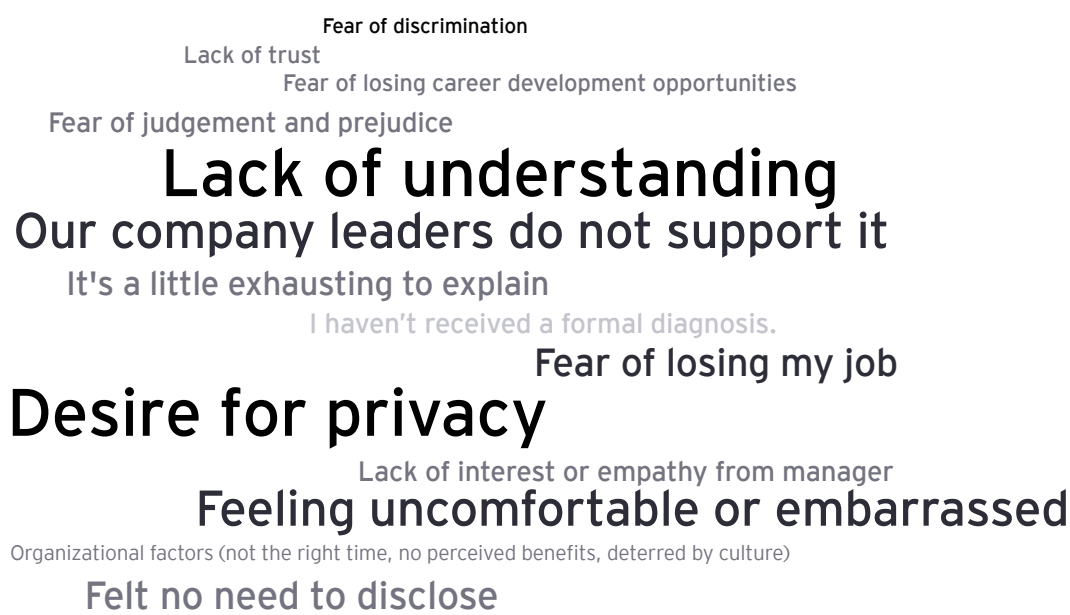 Fear of discrimination
Lack of trust
Fear of losing career development opportunities
Fear of judgement and prejudice
Lack of understanding
Our company leaders do not support it
It's a little exhausting to explain
I haven’t received a formal diagnosis.
Fear of losing my job
Desire for privacy
Lack of interest or empathy from manager
Feeling uncomfortable or embarrassed
Organizational factors (not the right time, no perceived benefits, deterred by culture)
Felt no need to disclose